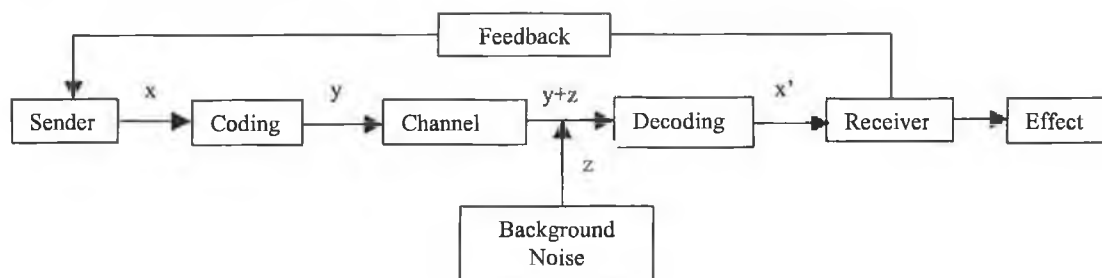 Feedback
x
y
y+z
x'
Sender
Coding
Channel
Decoding
Receiver
Effect
z
Background
Noise